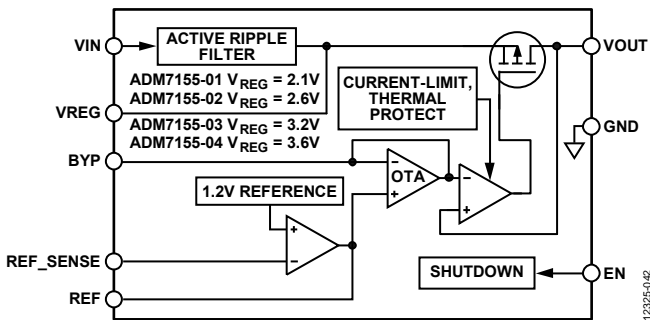 VIN
ACTIVE RIPPLE
FILTER
VOUT
ADM7155-01 VREG = 2.1V
ADM7155-02 VREG = 2.6V
VREG
ADM7155-03 VREG = 3.2V
ADM7155-04 VREG = 3.6V
CURRENT-LIMIT,
THERMAL
PROTECT
GND
BYP
–
OTA
+
–
+
1.2V REFERENCE
+
–
REF_SENSE
REF
SHUTDOWN
EN
12325-042